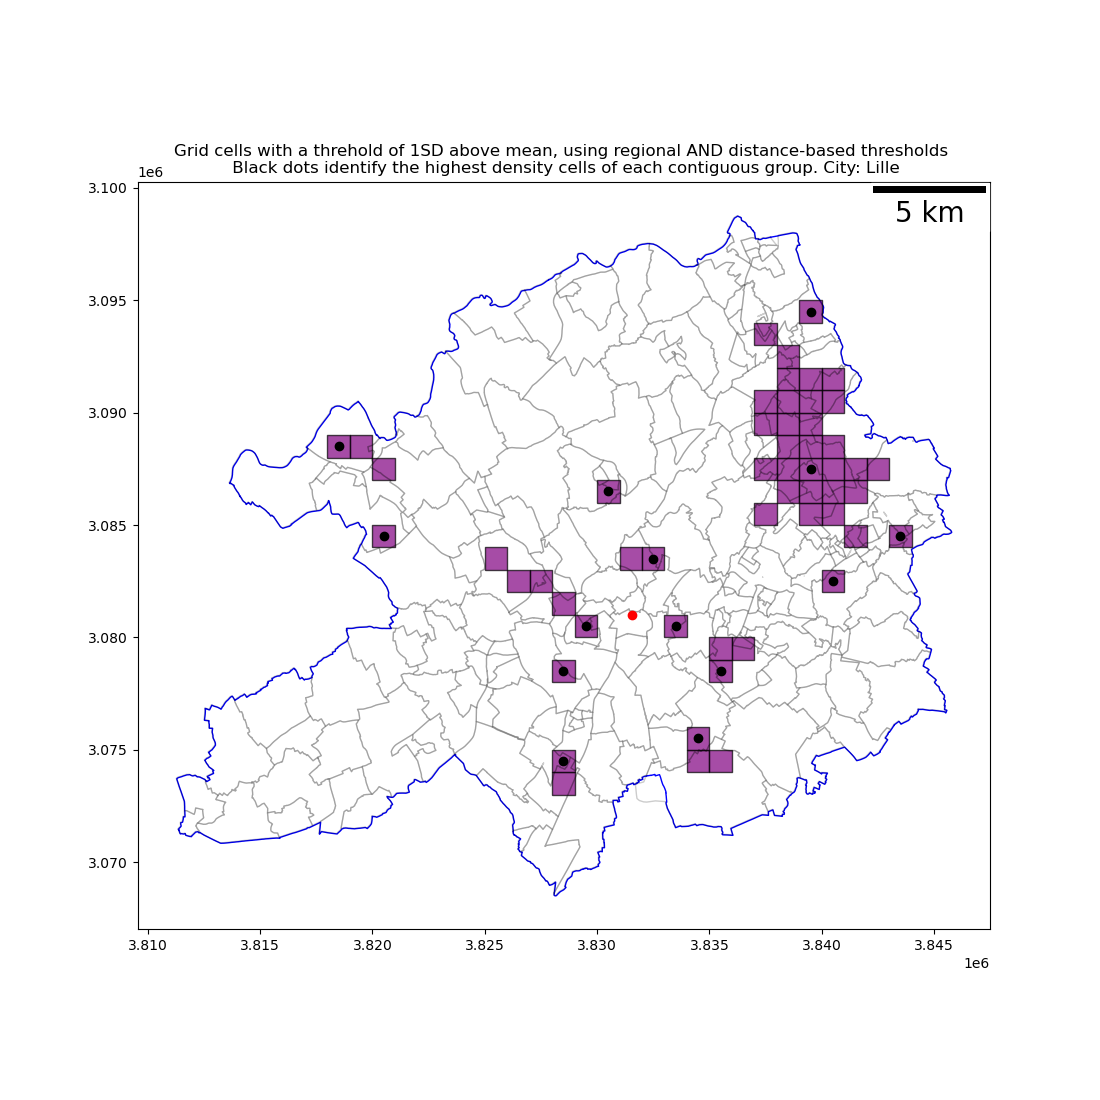 Grid cells with a threhold of 1SD above mean, using regional AND distance-based thresholds
Black dots identify the highest density cells of each contiguous group. City: Lille
1e6
3.100
5 km
3.095
3.090
3.085
3.080
3.075
3.070
3.810 3.815 3.820 3.825 3.830 3.835 3.840 3.845
1e6